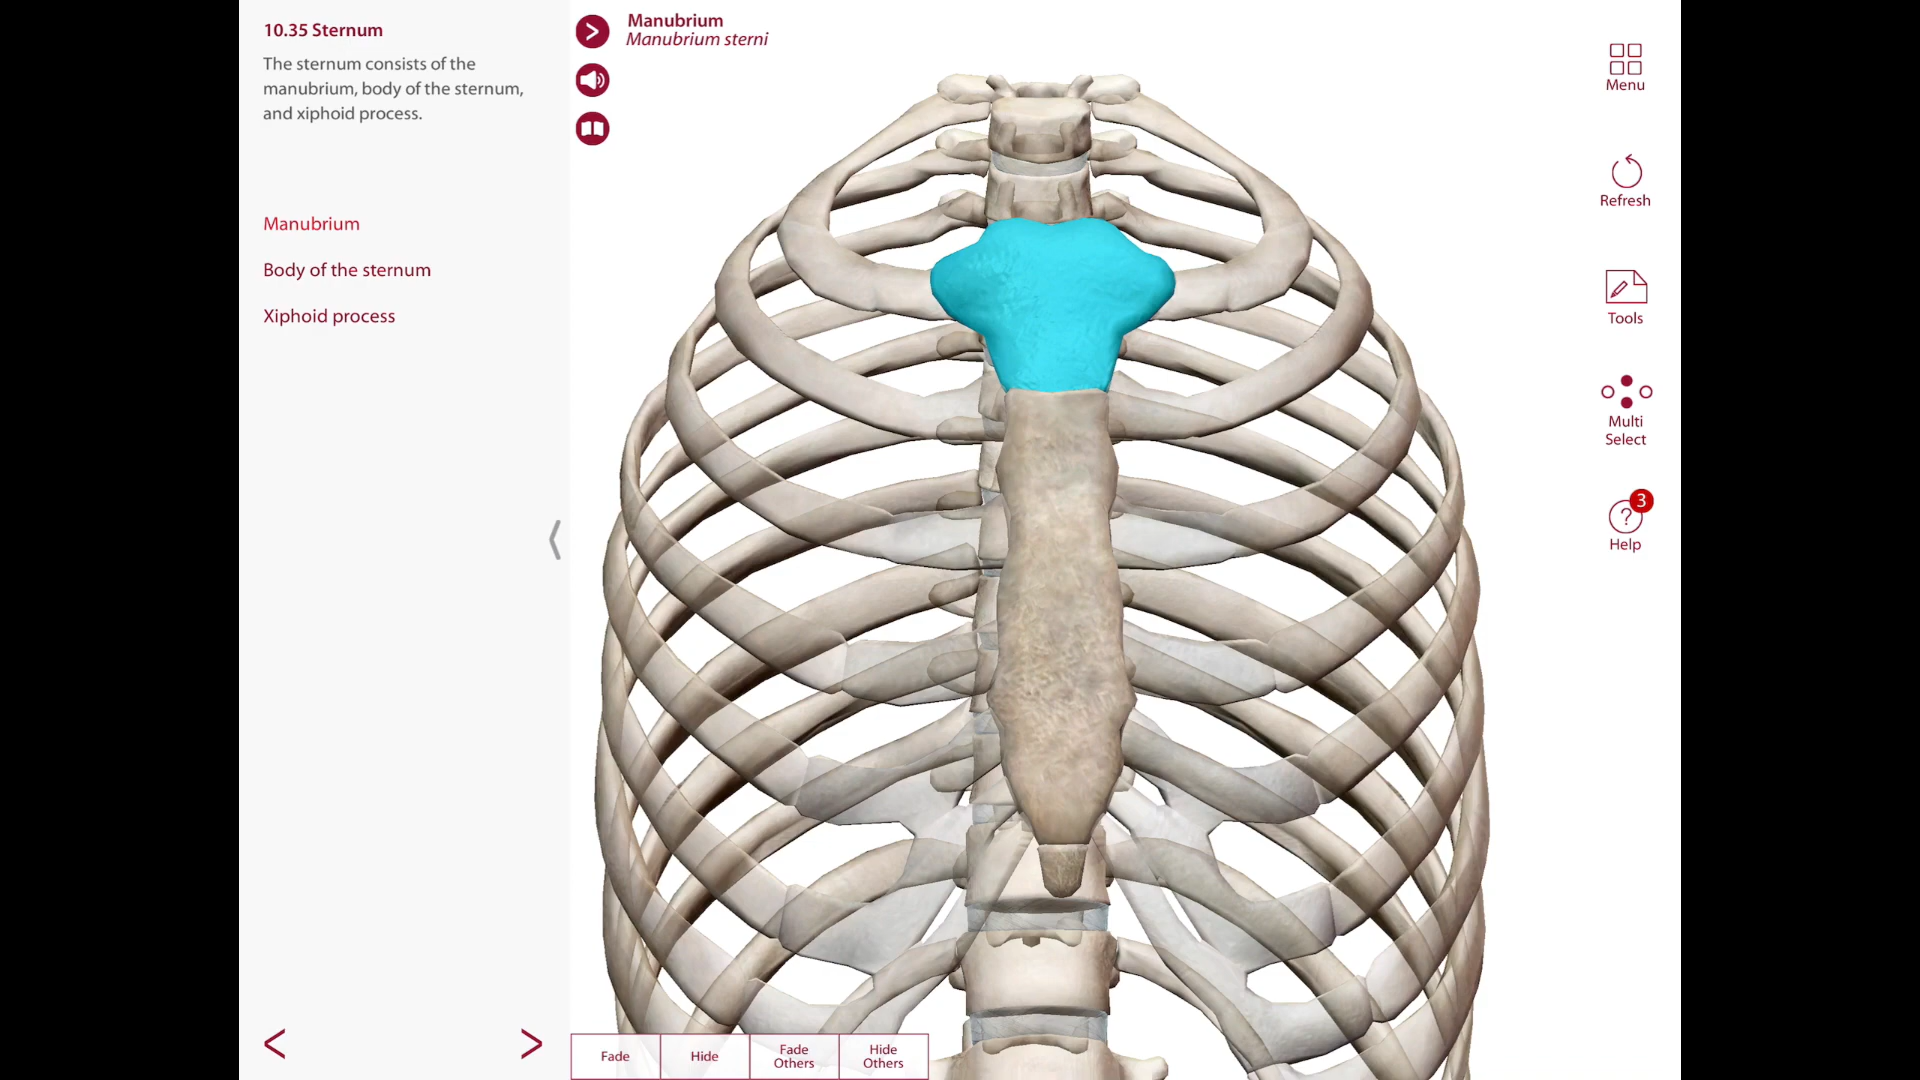 10.35 Sternum
The sternum consists of the
manubrium, body of the sternum,
and xiphoid process.
Manubrium
Body of the sternum
Xiphoid process
Manubrium
Manubrium sterni
Menu
Refresh
Tools
Multi
Select
3
Help
Fade
Hide
Fade
Others
Hide
Others